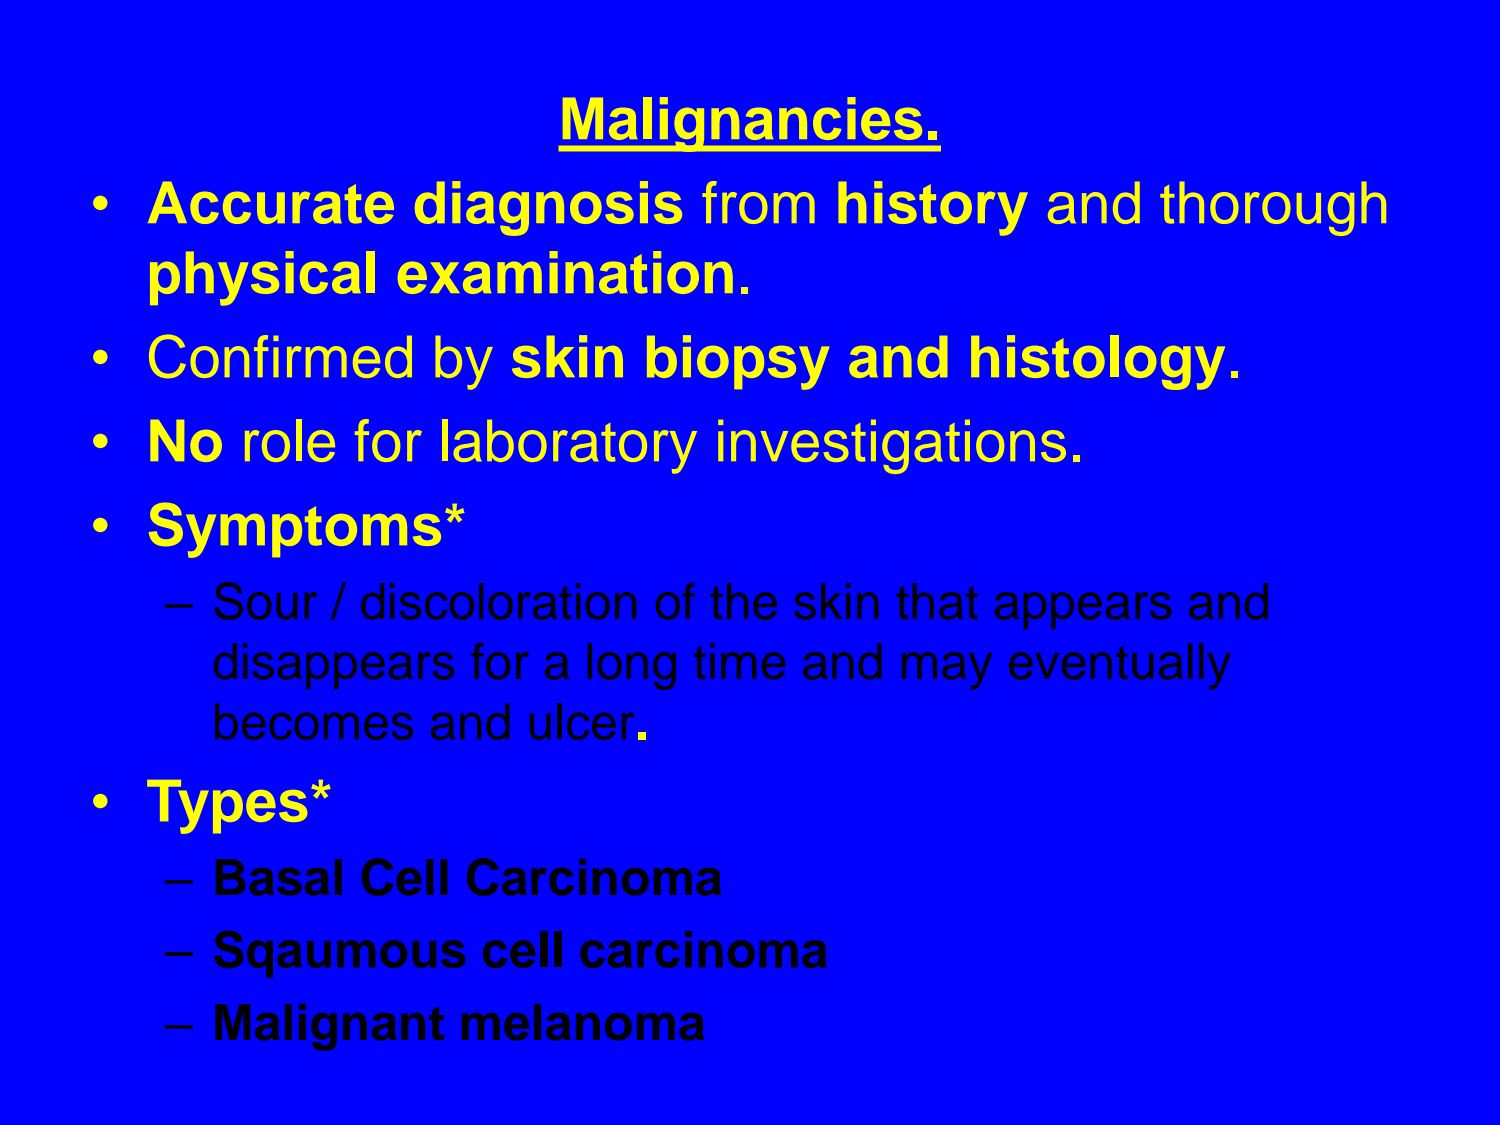 Malignancies.
• Accurate diagnosis from history and thorough
physical examination.
• Confirmed by skin biopsy and histology.
• No role for laboratory investigations.
• Symptoms*
– Sour / discoloration of the skin that appears and
disappears for a long time and may eventually
becomes and ulcer.
• Types*
– Basal Cell Carcinoma
– Sqaumous cell carcinoma
– Malignant melanoma